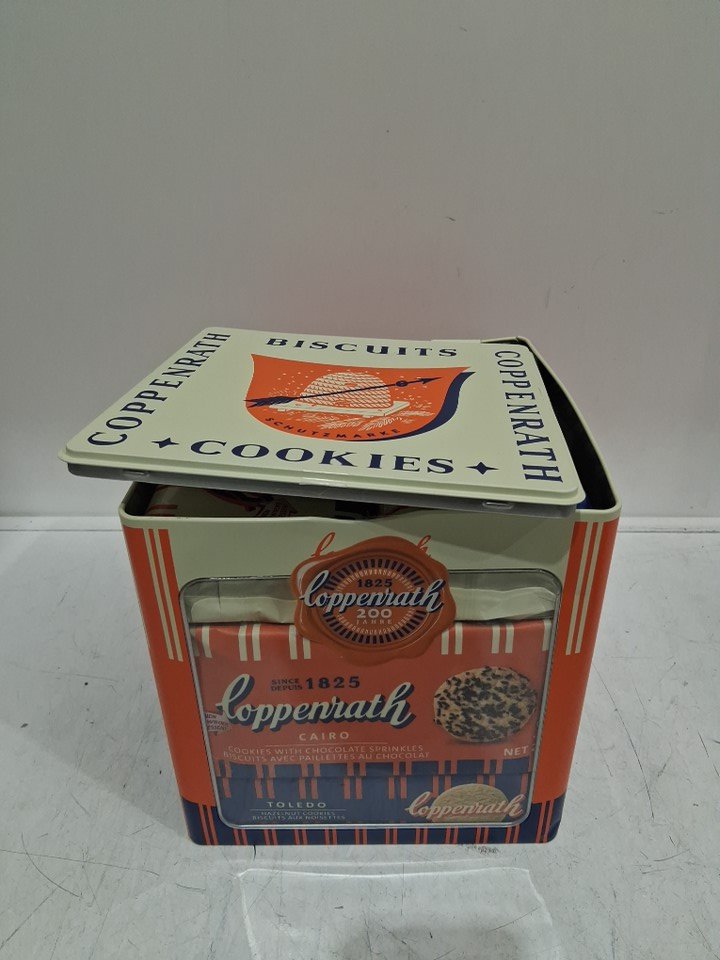 BISCUITS
COPPENRATH
COPPENRATH
SCHUTZMARKE
COOKIES
1825
Coppenrath
200
JAHRE
SINCE
DEPUIS 1825
Coppenrath
CAIRO
COOKIES WITH CHOCOLATE SPRINKLES
BISCUITS AVEC PAILLETTES AU CHOCOLAT
NET
TOLEDO
HAZELNUT COOKIES
BISCUITS AUX NOISETTES
Coppenrath